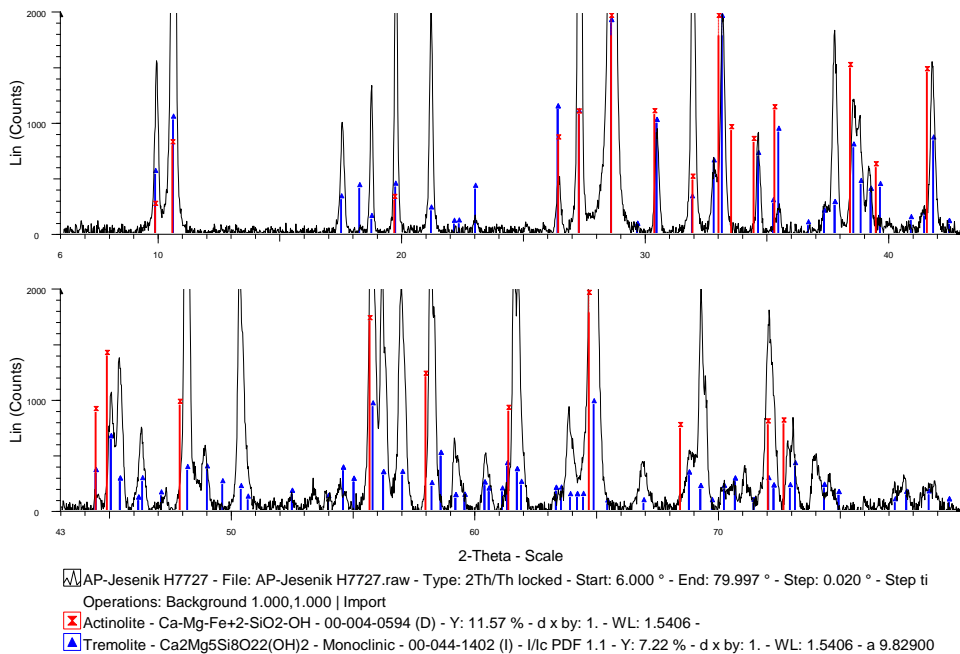 2000
Lin (Counts)
1000
0
6 10 20 30 40
2000
Lin (Counts)
1000
0
43 50 60 70
2-Theta - Scale
AP-Jesenik H7727 - File: AP-Jesenik H7727.raw - Type: 2Th/Th locked - Start: 6.000 ° - End: 79.997 ° - Step: 0.020 ° - Step ti
Operations: Background 1.000,1.000 | Import
Actinolite - Ca-Mg-Fe+2-SiO2-OH - 00-004-0594 (D) - Y: 11.57 % - d x by: 1. - WL: 1.5406 -
Tremolite - Ca2Mg5Si8O22(OH)2 - Monoclinic - 00-044-1402 (I) - I/Ic PDF 1.1 - Y: 7.22 % - d x by: 1. - WL: 1.5406 - a 9.82900